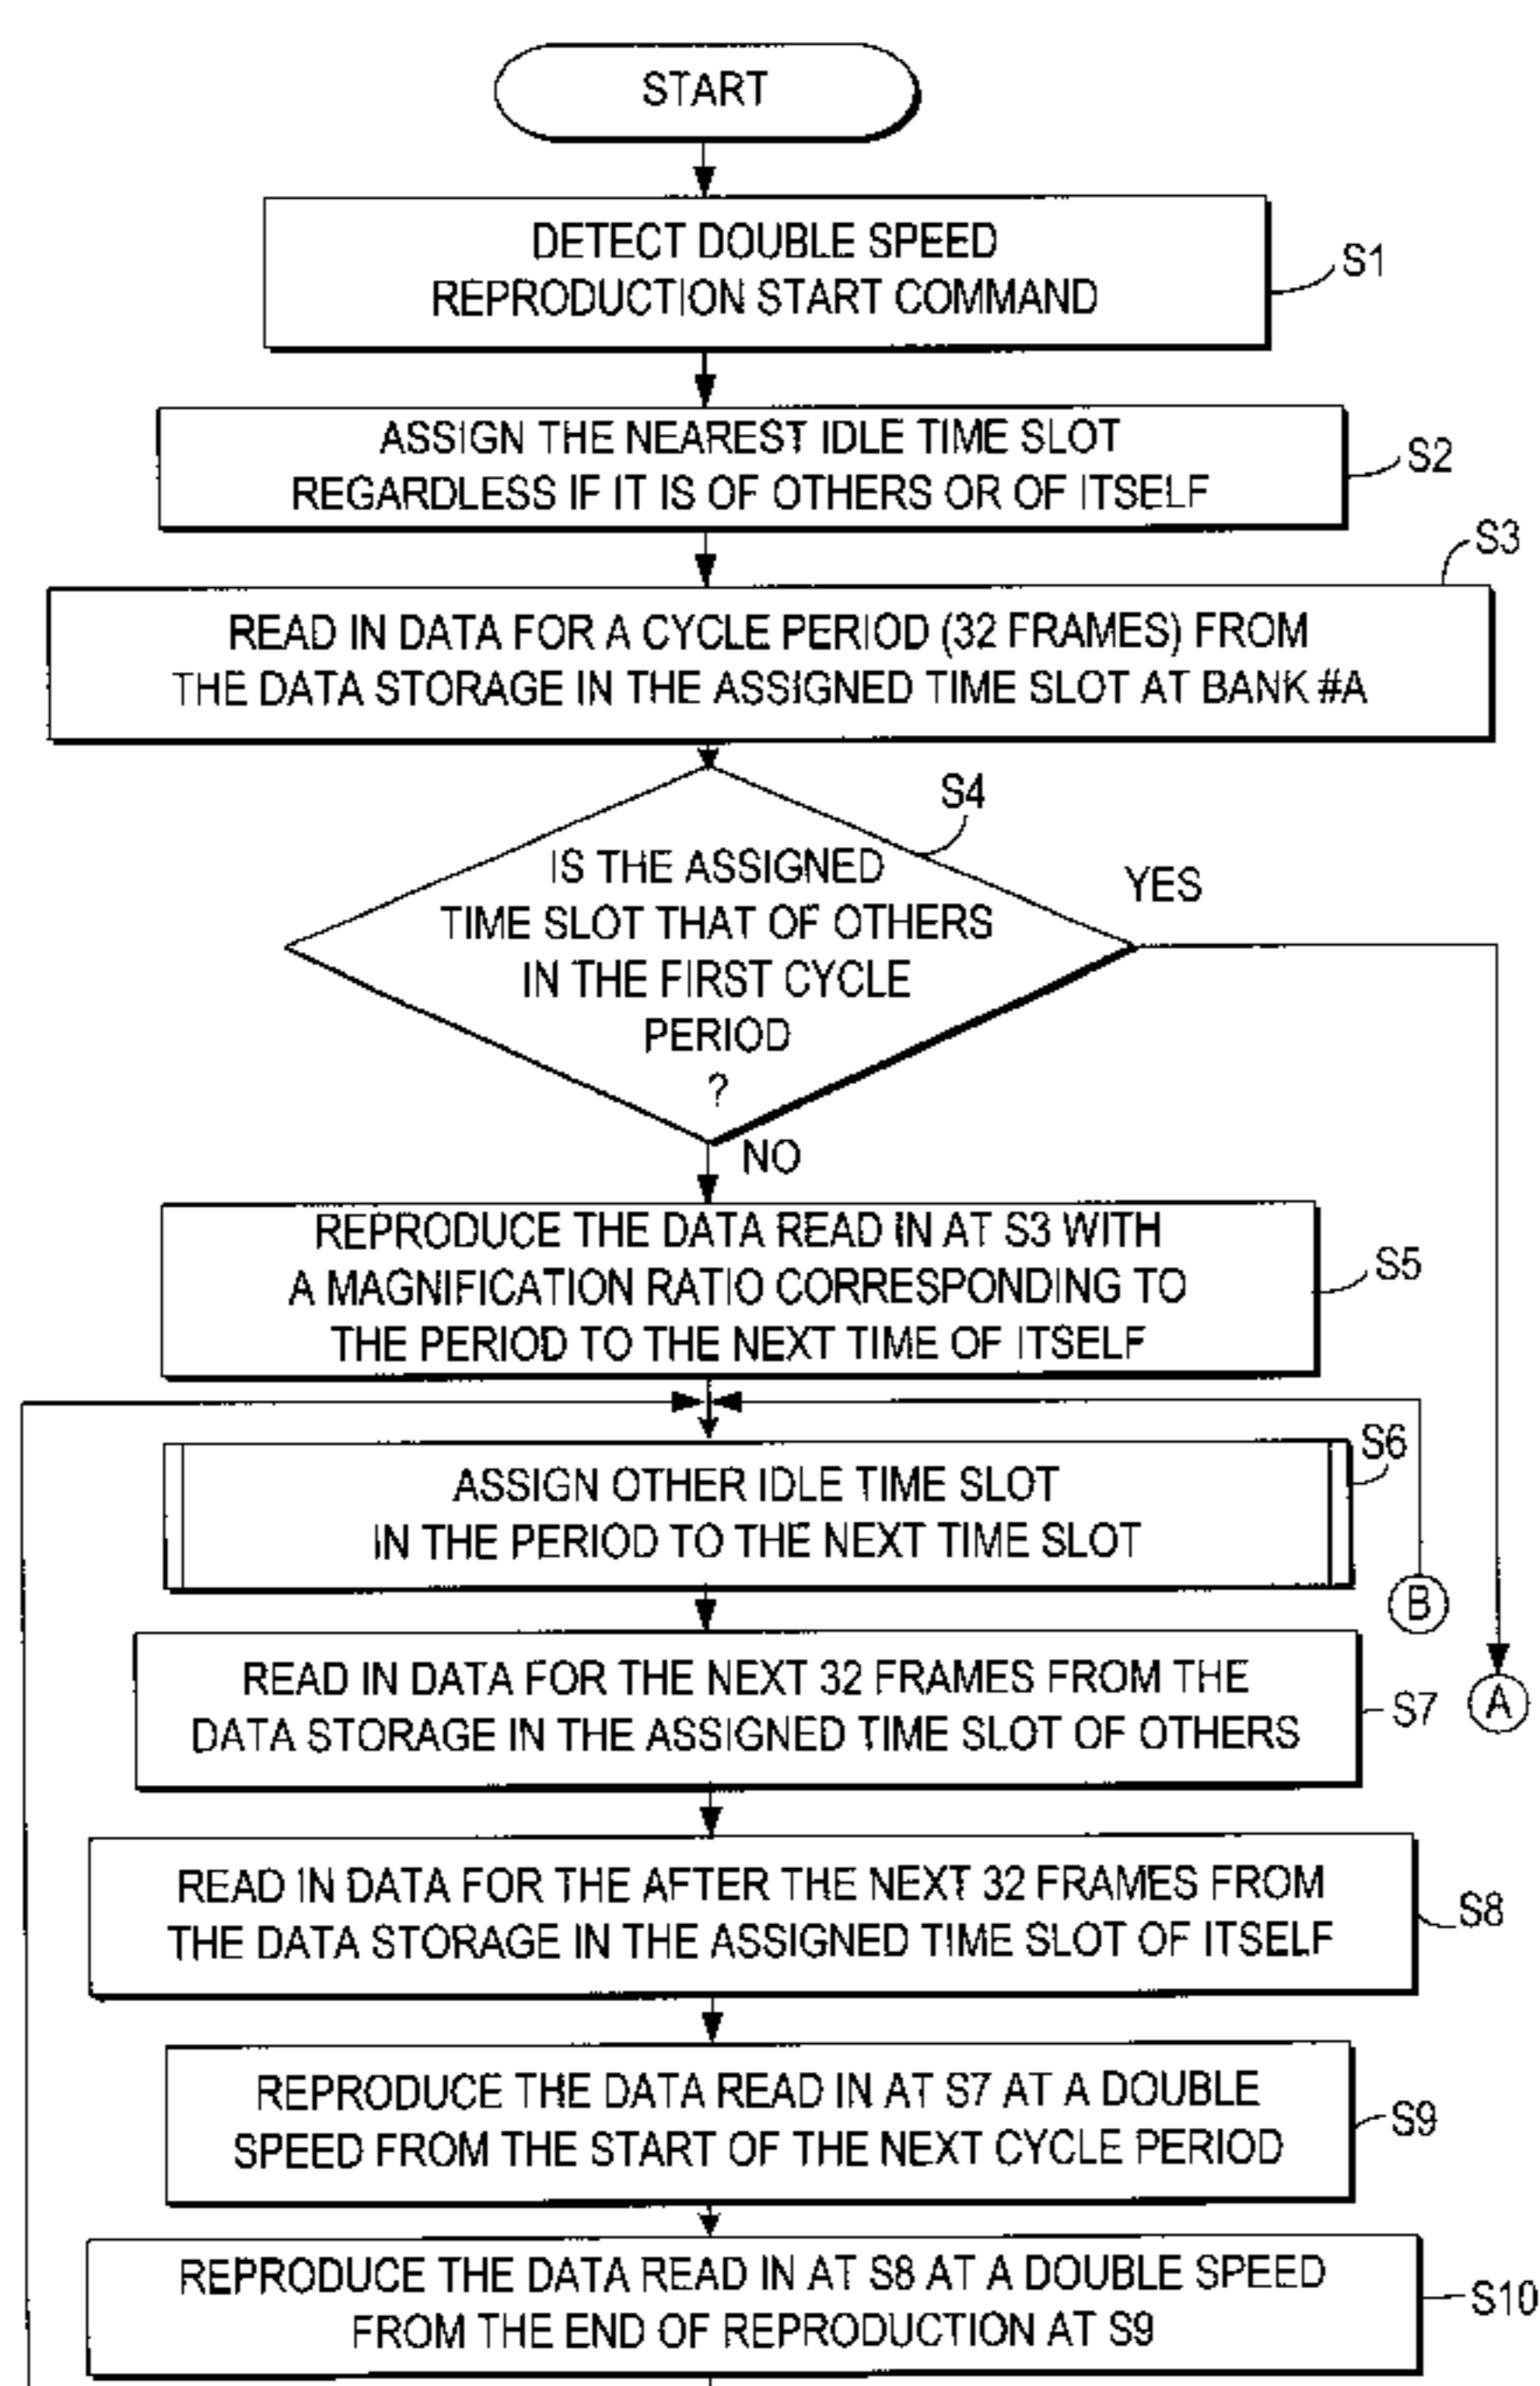 START
DETECT DOUBLE SPEED
REPRODUCTION START COMMAND
S1
ASSIGN THE NEAREST IDLE TIME SLOT
REGARDLESS IF IT IS OF OTHERS OR OF ITSELF
S2
S3
READ IN DATA FOR A CYCLE PERIOD (32 FRAMES) FROM
THE DATA STORAGE IN THE ASSIGNED TIME SLOT AT BANK #A
S4
IS THE ASSIGNED
TIME SLOT THAT OF OTHERS
IN THE FIRST CYCLE
PERIOD
?
YES
NO
REPRODUCE THE DATA READ IN AT S3 WITH
A MAGNIFICATION RATIO CORRESPONDING TO
THE PERIOD TO THE NEXT TIME OF ITSELF
S5
S6
ASSIGN OTHER IDLE TIME SLOT
IN THE PERIOD TO THE NEXT TIME SLOT
B
READ IN DATA FOR THE NEXT 32 FRAMES FROM THE
DATA STORAGE IN THE ASSIGNED TIME SLOT OF OTHERS
S7
A
READ IN DATA FOR THE AFTER THE NEXT 32 FRAMES FROM
THE DATA STORAGE IN THE ASSIGNED TIME SLOT OF ITSELF
S8
REPRODUCE THE DATA READ IN AT S7 AT A DOUBLE
SPEED FROM THE START OF THE NEXT CYCLE PERIOD
S9
REPRODUCE THE DATA READ IN AT S8 AT A DOUBLE SPEED
FROM THE END OF REPRODUCTION AT S9
S10